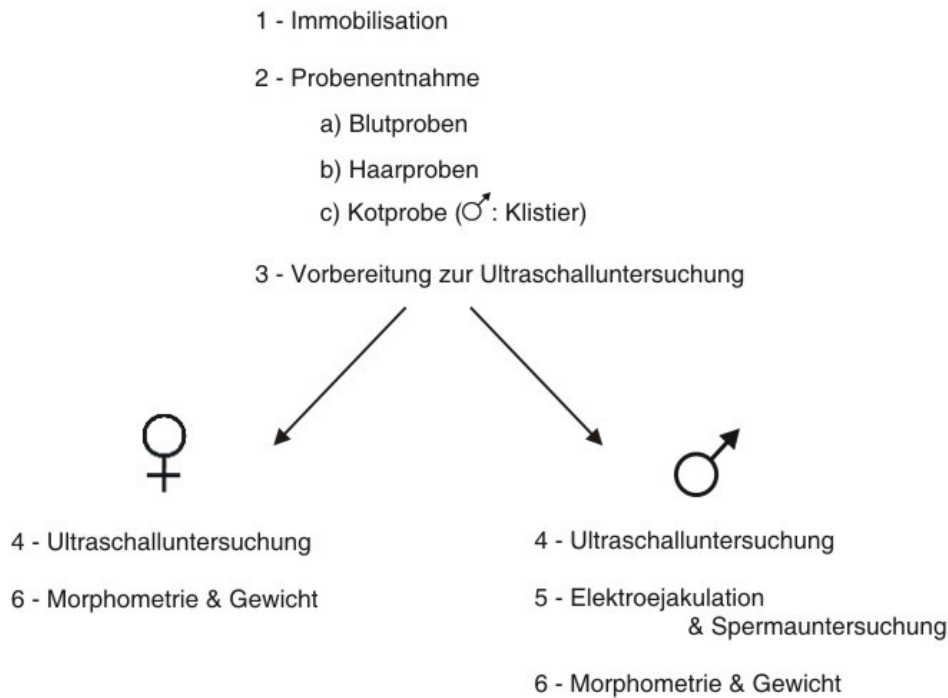 1 - Immobilisation
2 - Probenentnahme
a) Blutproben
b) Haarproben
c) Kotprobe (♂: Klistier)
3 - Vorbereitung zur Ultraschalluntersuchung
♀
4 - Ultraschalluntersuchung
6 - Morphometrie & Gewicht
♂
4 - Ultraschalluntersuchung
5 - Elektroejakulation
& Spermauntersuchung
6 - Morphometrie & Gewicht